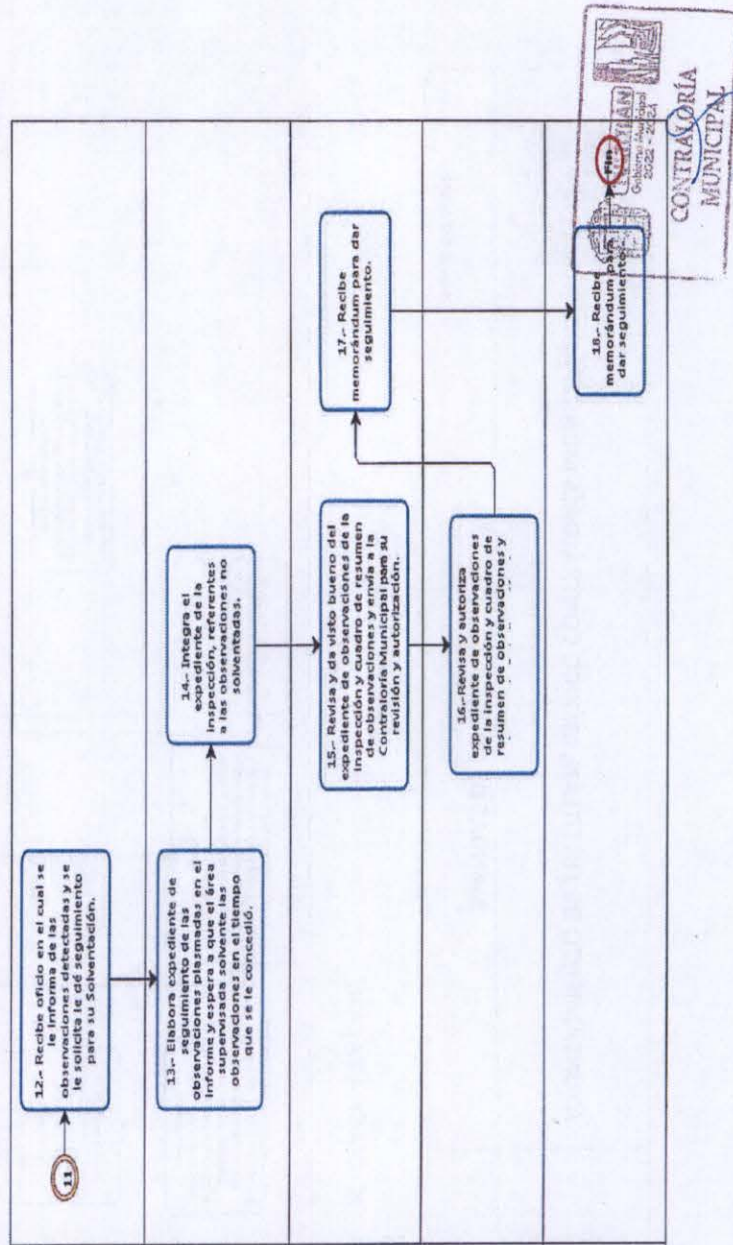 11
12.- Recibe oficio en el cual se
le informa de las
observaciones detectadas y se
le solicita le dé seguimiento
para su Solventación.
13.- Elabora expediente de
seguimiento de las
observaciones plasmadas en el
informe y espera a que el área
supervisada solvente las
observaciones en el tiempo
que se le concedió.
14.- Integra el
expediente de la
inspección, referentes
a las observaciones no
solventadas.
15.- Revisa y da visto bueno del
expediente de observaciones de la
inspección y cuadro de resumen
de observaciones y envía a la
Contraloría Municipal para su
revisión y autorización.
16.-Revisa y autoriza
expediente de observaciones
de la inspección y cuadro de
resumen de observaciones y
17.- Recibe
memorándum para dar
seguimiento.
18.- Recibe
memorándum para
dar seguimiento.
Fin
Gobierno Municipal
2022 - 2024
CONTRALORÍA
MUNICIPAL